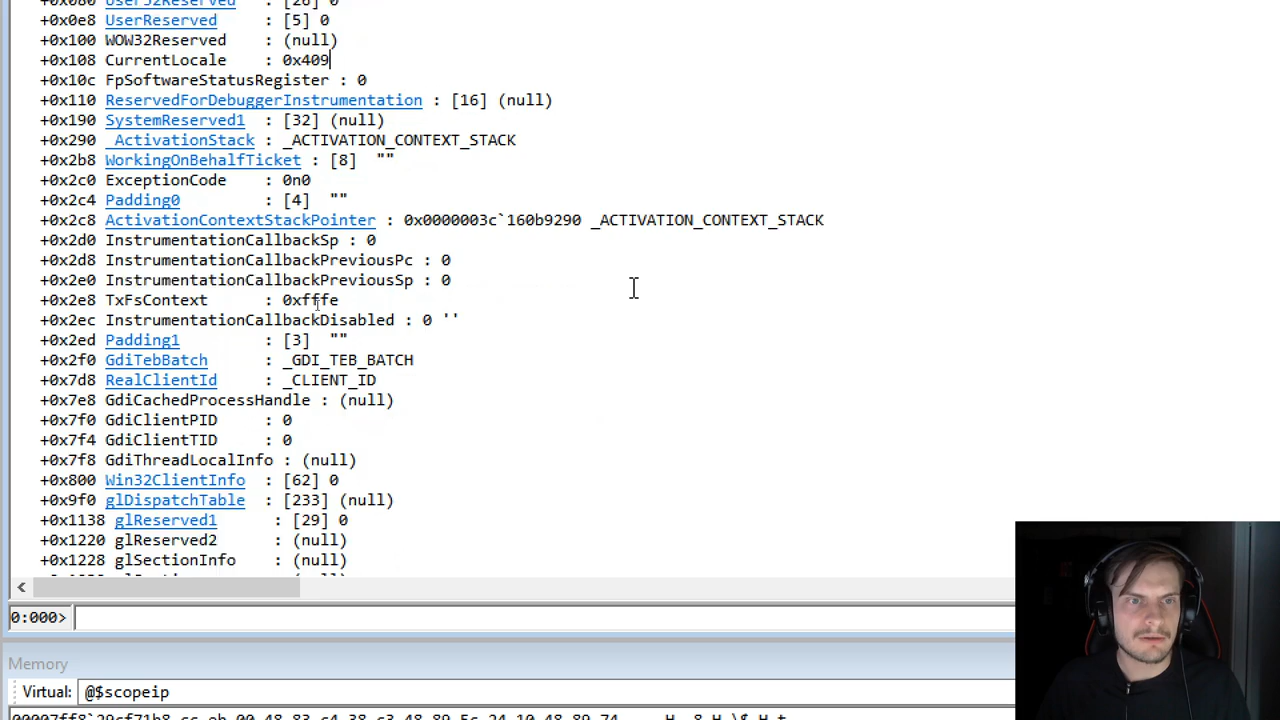 +0x080 User32Reserved : [26] 0
+0x0e8 UserReserved : [5] 0
+0x100 WOW32Reserved : (null)
+0x108 CurrentLocale : 0x409
+0x10c FpSoftwareStatusRegister : 0
+0x110 ReservedForDebuggerInstrumentation : [16] (null)
+0x190 SystemReserved1 : [32] (null)
+0x290 _ActivationStack : _ACTIVATION_CONTEXT_STACK
+0x2b8 WorkingOnBehalfTicket : [8] ""
+0x2c0 ExceptionCode : 0n0
+0x2c4 Padding0 : [4] ""
+0x2c8 ActivationContextStackPointer : 0x0000003c`160b9290 _ACTIVATION_CONTEXT_STACK
+0x2d0 InstrumentationCallbackSp : 0
+0x2d8 InstrumentationCallbackPreviousPc : 0
+0x2e0 InstrumentationCallbackPreviousSp : 0
+0x2e8 TxFsContext : 0xfffe
+0x2ec InstrumentationCallbackDisabled : 0 ''
+0x2ed Padding1 : [3] ""
+0x2f0 GdiTebBatch : _GDI_TEB_BATCH
+0x7d8 RealClientId : _CLIENT_ID
+0x7e8 GdiCachedProcessHandle : (null)
+0x7f0 GdiClientPID : 0
+0x7f4 GdiClientTID : 0
+0x7f8 GdiThreadLocalInfo : (null)
+0x800 Win32ClientInfo : [62] 0
+0x9f0 glDispatchTable : [233] (null)
+0x1138 glReserved1 : [29] 0
+0x1220 glReserved2 : (null)
+0x1228 glSectionInfo : (null)
0:000>
Memory
Virtual: @$scopeip